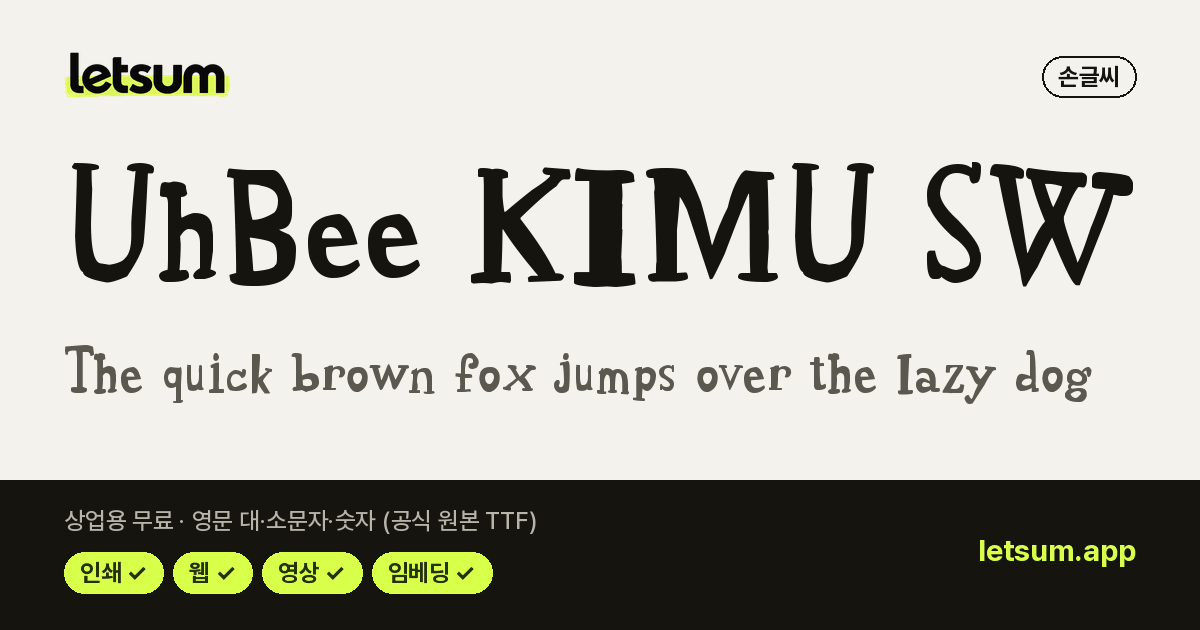 letsum
손글씨
UhBee KIMU SW
The quick brown fox jumps over the lazy dog
상업용 무료 · 영문 대·소문자·숫자 (공식 원본 TTF)
인쇄 ✓ 웹 ✓ 영상 ✓ 임베딩 ✓
letsum.app